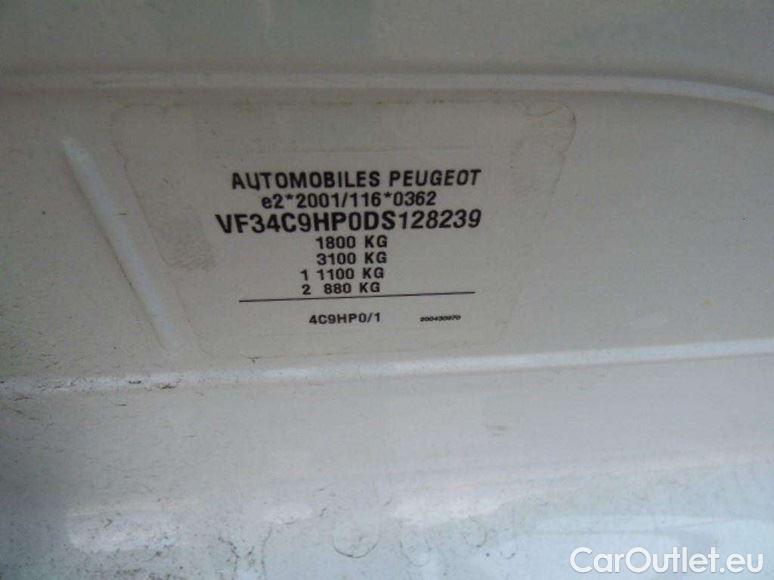 AUTOMOBILES PEUGEOT
e2*2001/116*0362
VF34C9HP0DS128239
1800 KG
3100 KG
1 1100 KG
2 880 KG
4C9HP0/1 200430970
CarOutlet.eu